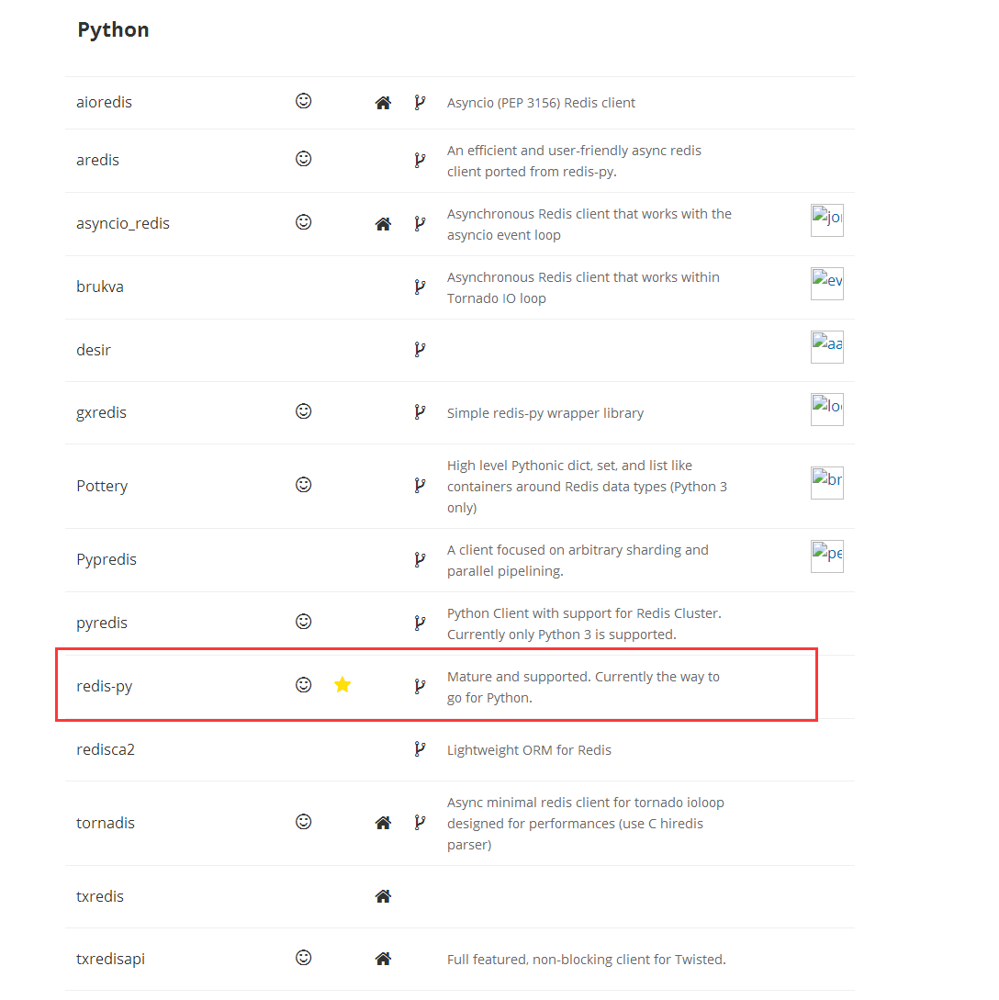 Python
aioredis
Asyncio (PEP 3156) Redis client
aredis
An efficient and user-friendly async redis
client ported from redis-py.
asyncio_redis
Asynchronous Redis client that works with the
asyncio event loop
jo
brukva
Asynchronous Redis client that works within
Tornado IO loop
ev
desir
aa
gxredis
Simple redis-py wrapper library
lo
Pottery
High level Pythonic dict, set, and list like
containers around Redis data types (Python 3
only)
br
Pypredis
A client focused on arbitrary sharding and
parallel pipelining.
pe
pyredis
Python Client with support for Redis Cluster.
Currently only Python 3 is supported.
redis-py
Mature and supported. Currently the way to
go for Python.
redisca2
Lightweight ORM for Redis
tornadis
Async minimal redis client for tornado ioloop
designed for performances (use C hiredis
parser)
txredis
txredisapi
Full featured, non-blocking client for Twisted.